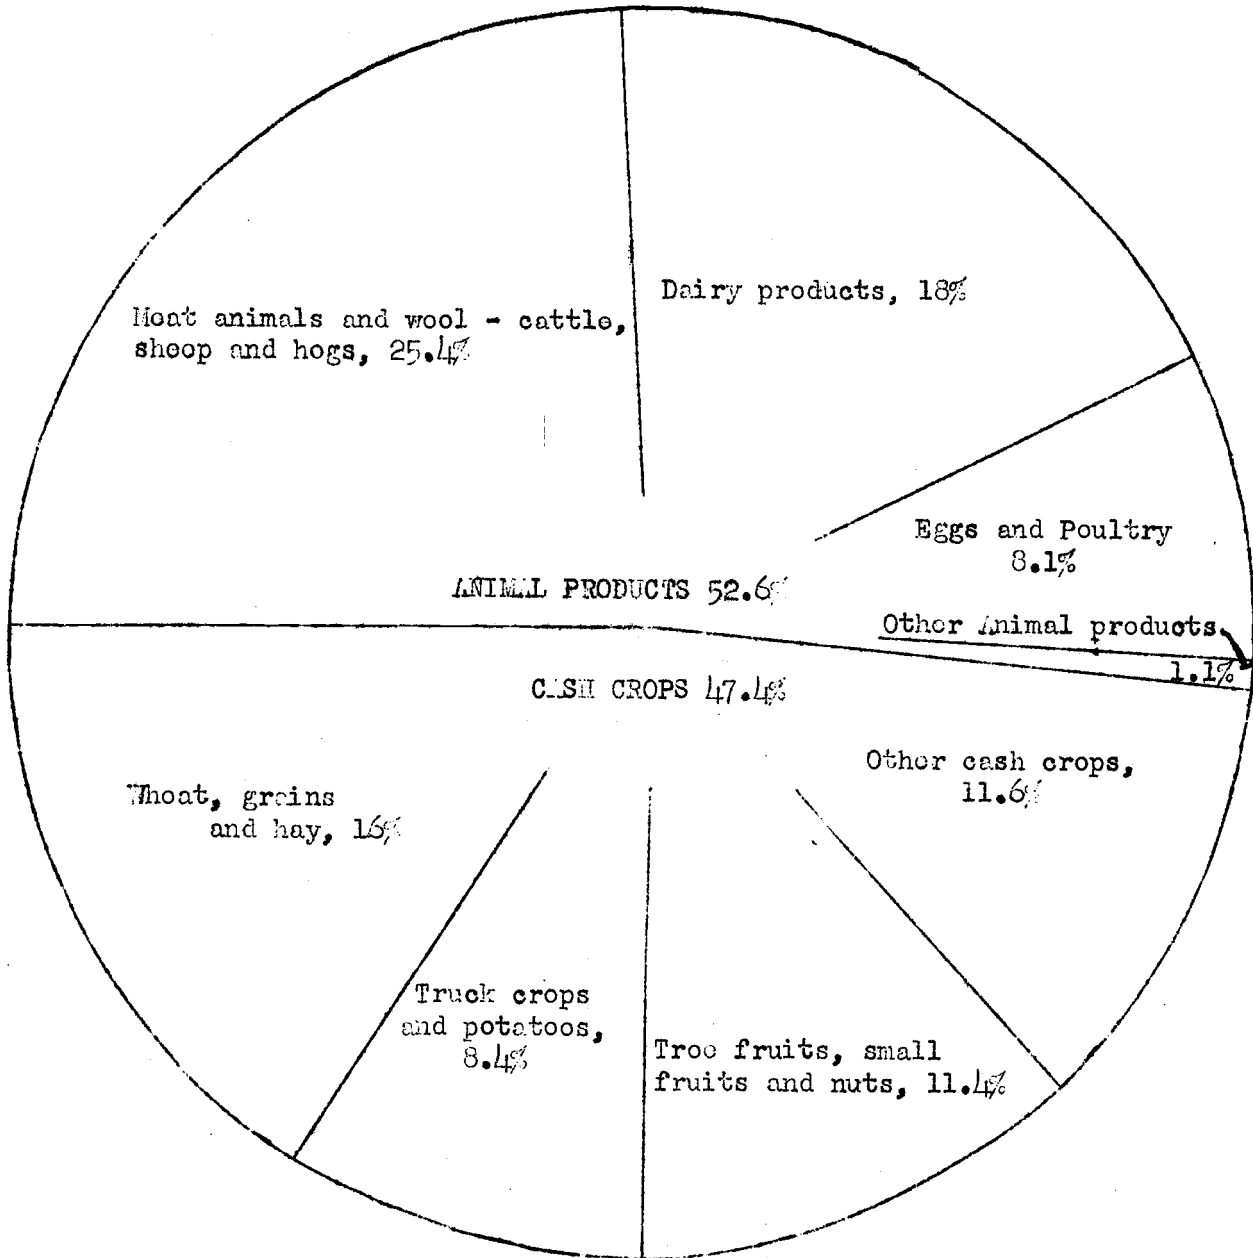 Dairy products, 18%
Meat animals and wool - cattle,
sheep and hogs, 25.4%
Eggs and Poultry
8.1%
ANIMAL PRODUCTS 52.6%
Other Animal products
1.1%
CASH CROPS 47.4%
Other cash crops,
11.6%
Wheat, grains
and hay, 16%
Truck crops
and potatoes,
8.4%
Tree fruits, small
fruits and nuts, 11.4%